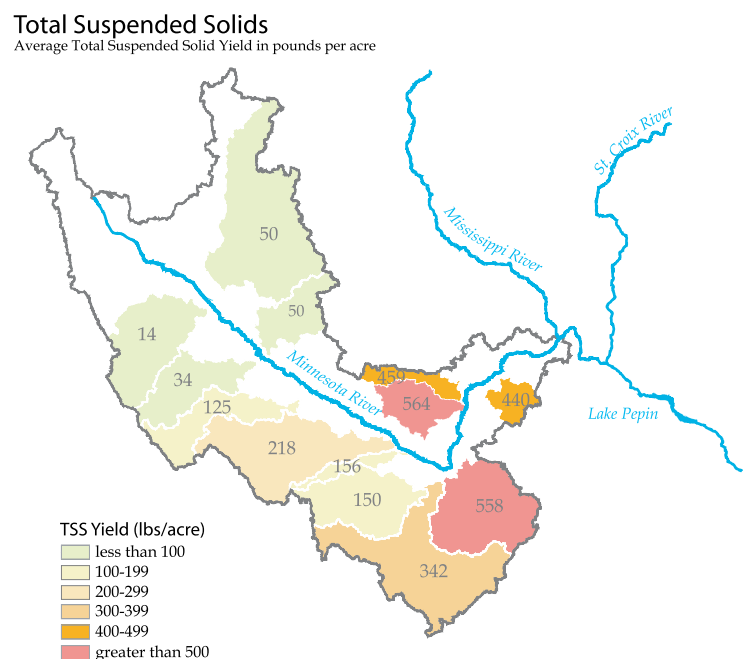 Total Suspended Solids
Average Total Suspended Solid Yield in pounds per acre
St. Croix River
Mississippi River
50
50
14
Minnesota River
34
459
564
440
125
Lake Pepin
218
156
150
558
342
TSS Yield (lbs/acre)
less than 100
100-199
200-299
300-399
400-499
greater than 500